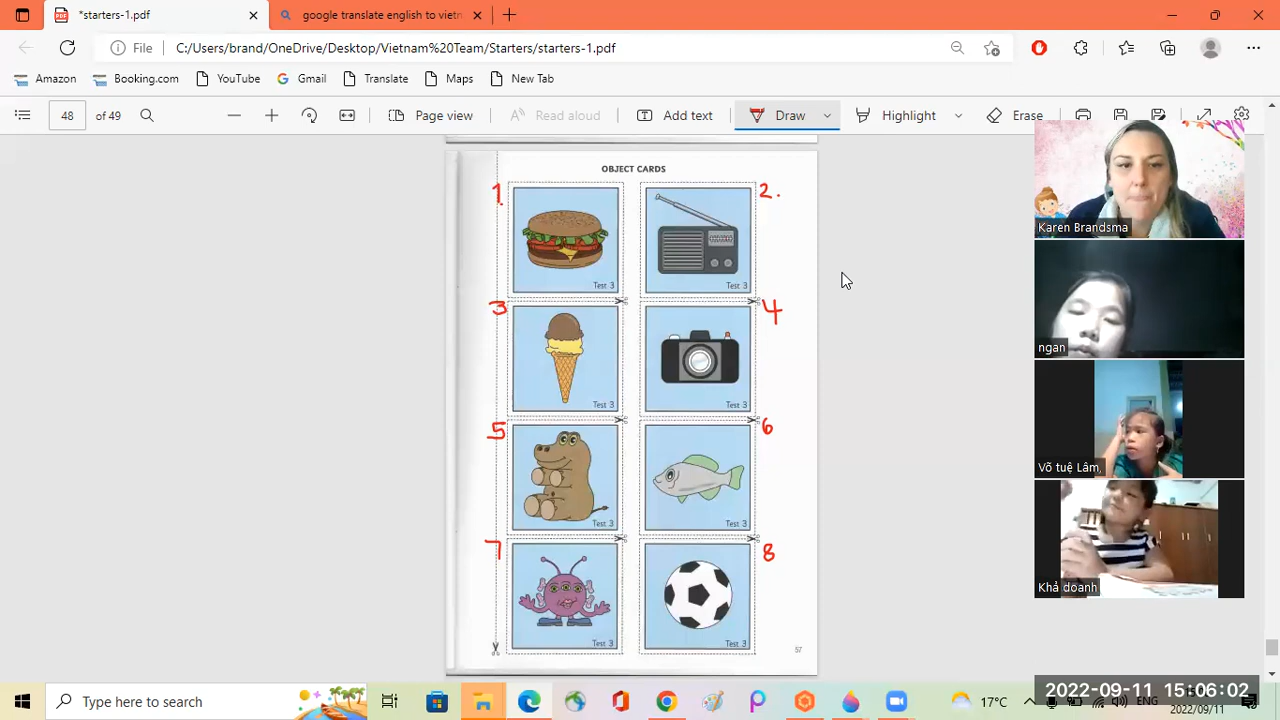 *starters-1.pdf
google translate english to vietn
File
C:/Users/brand/OneDrive/Desktop/Vietnam%20Team/Starters/starters-1.pdf
Amazon Booking.com YouTube Gmail Translate Maps New Tab
48 of 49 Page view Read aloud Add text Draw Highlight Erase
OBJECT CARDS
1. 2.
Test 3 Test 3
3 4
Test 3 Test 3
5 6
Test 3 Test 3
7 8
Test 3 Test 3
57
Karen Brandsma
ngan
Võ tuệ Lâm,
Khả doanh
Type here to search
17°C
ENG
2022-09-11 15:06:02
2022/09/11